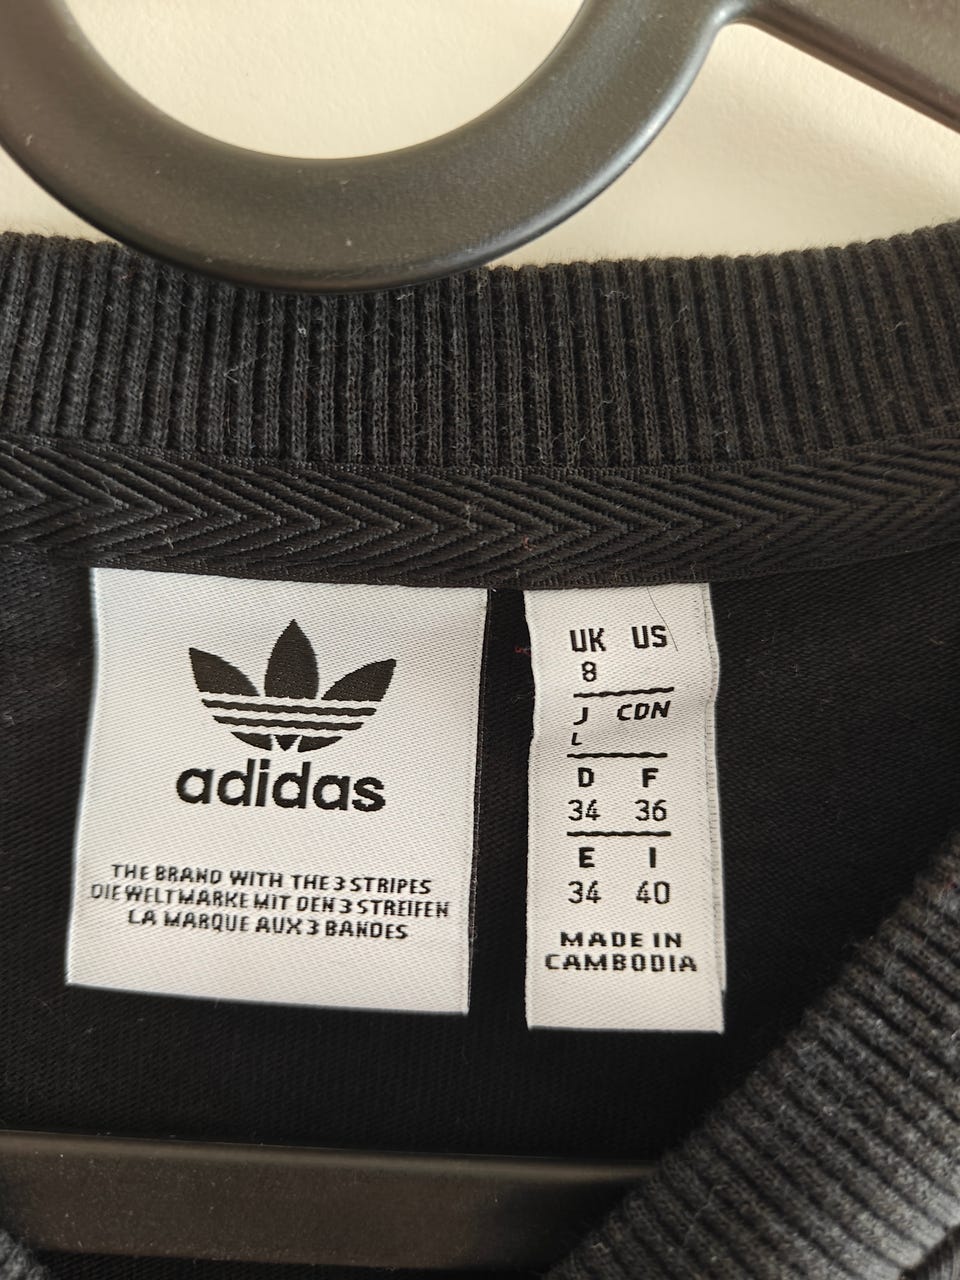 adidas
THE BRAND WITH THE 3 STRIPES
DIE WELTMARKE MIT DEN 3 STREIFEN
LA MARQUE AUX 3 BANDES
UK US
8
J CDN
L
D F
34 36
E I
34 40
MADE IN
CAMBODIA